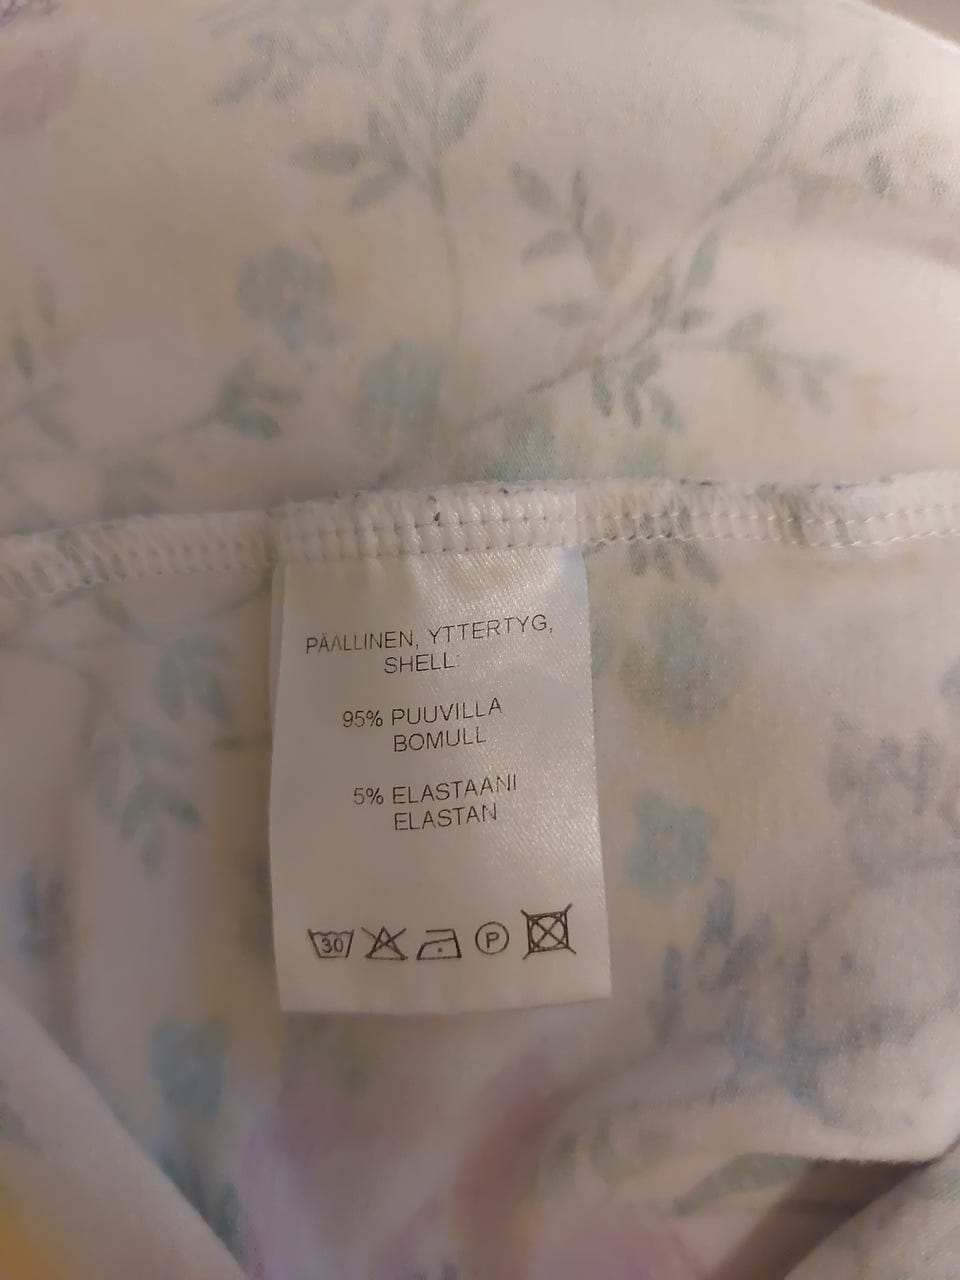 PÄÄLLINEN, YTTERTYG,
SHELL:
95% PUUVILLA
BOMULL
5% ELASTAANI
ELASTAN
30 P